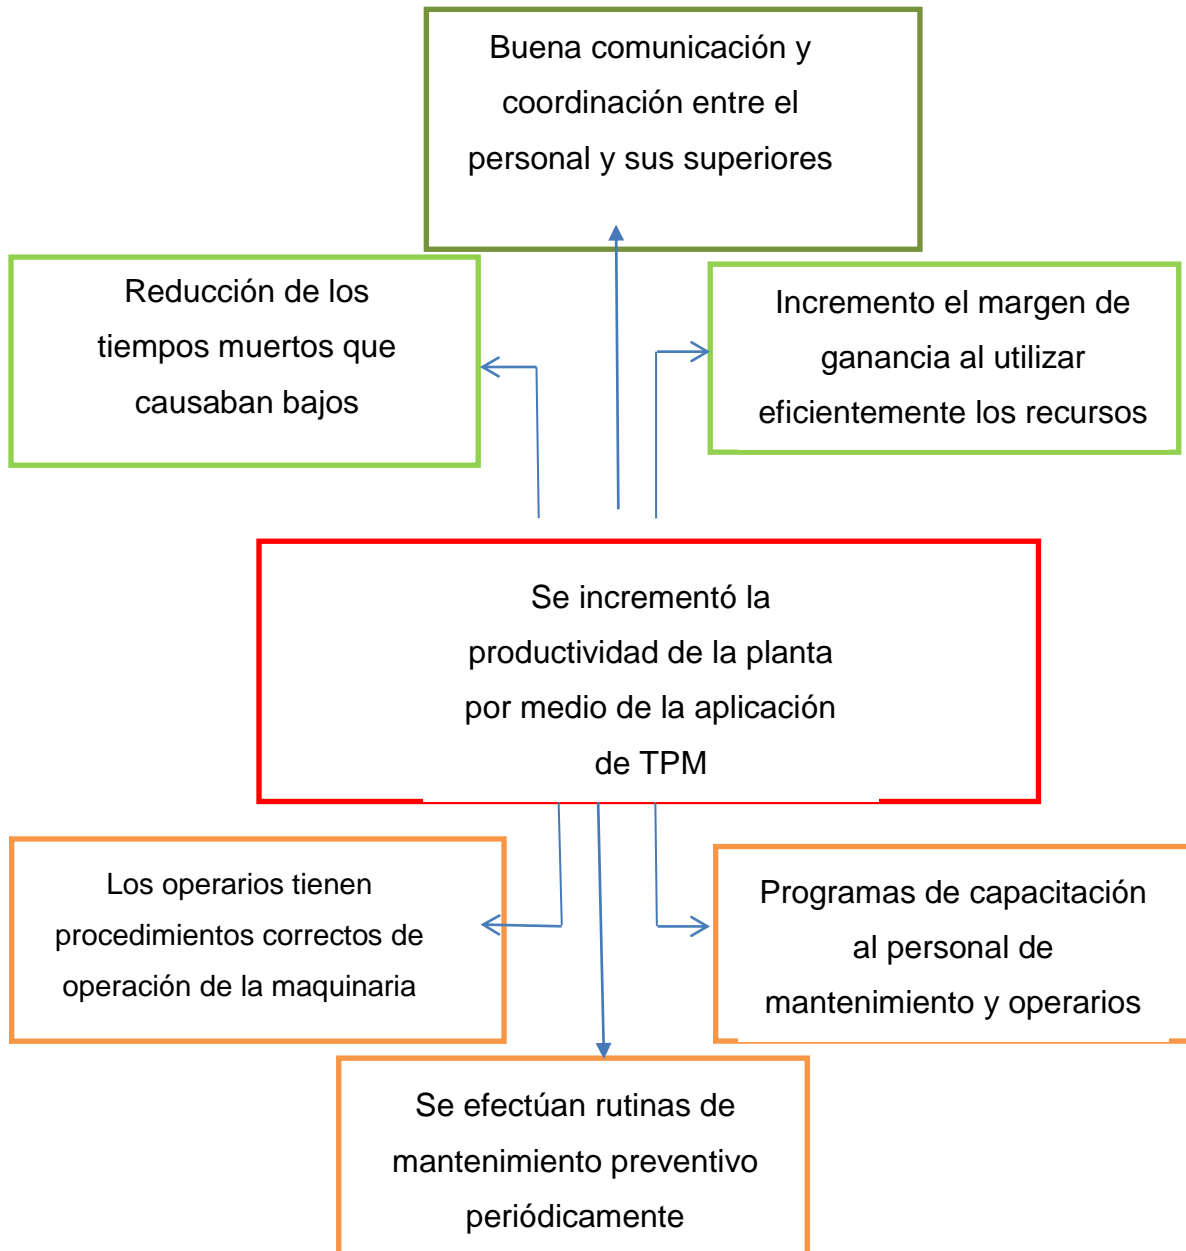 Buena comunicación y
coordinación entre el
personal y sus superiores
Reducción de los
tiempos muertos que
causaban bajos
Incremento el margen de
ganancia al utilizar
eficientemente los recursos
Se incrementó la
productividad de la planta
por medio de la aplicación
de TPM
Los operarios tienen
procedimientos correctos de
operación de la maquinaria
Programas de capacitación
al personal de
mantenimiento y operarios
Se efectúan rutinas de
mantenimiento preventivo
periódicamente